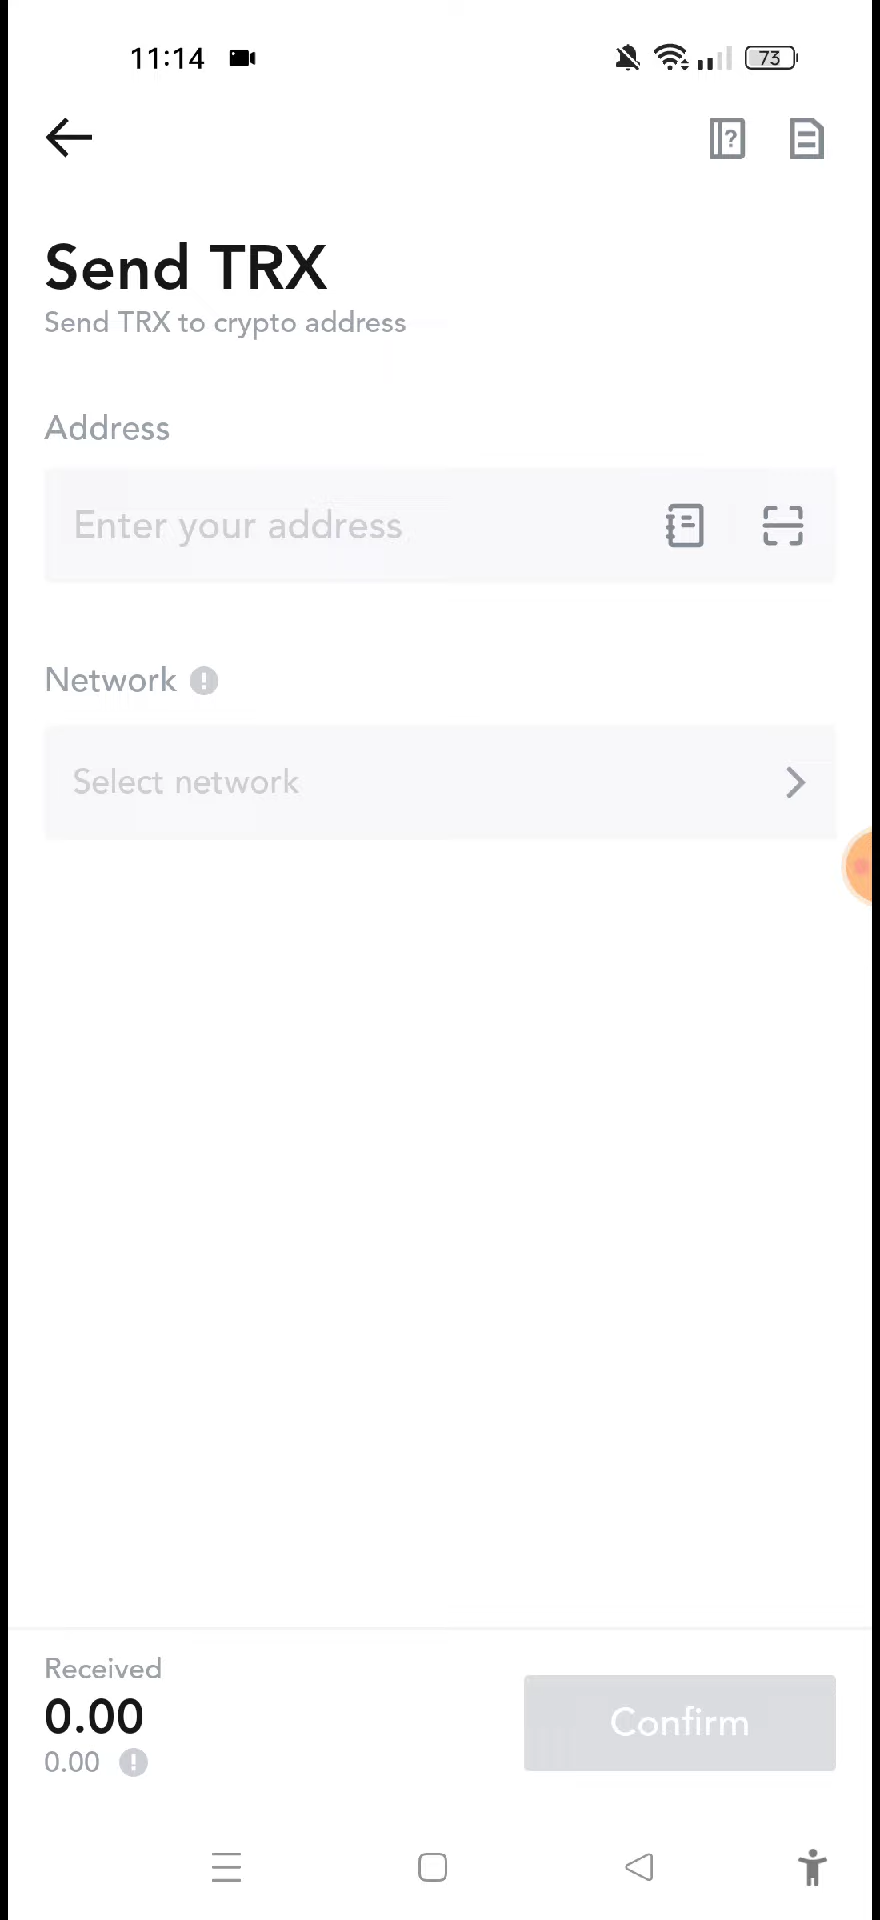 11:14
73
Send TRX
Send TRX to crypto address
Address
Enter your address
Network
Select network
Received
0.00
0.00
Confirm